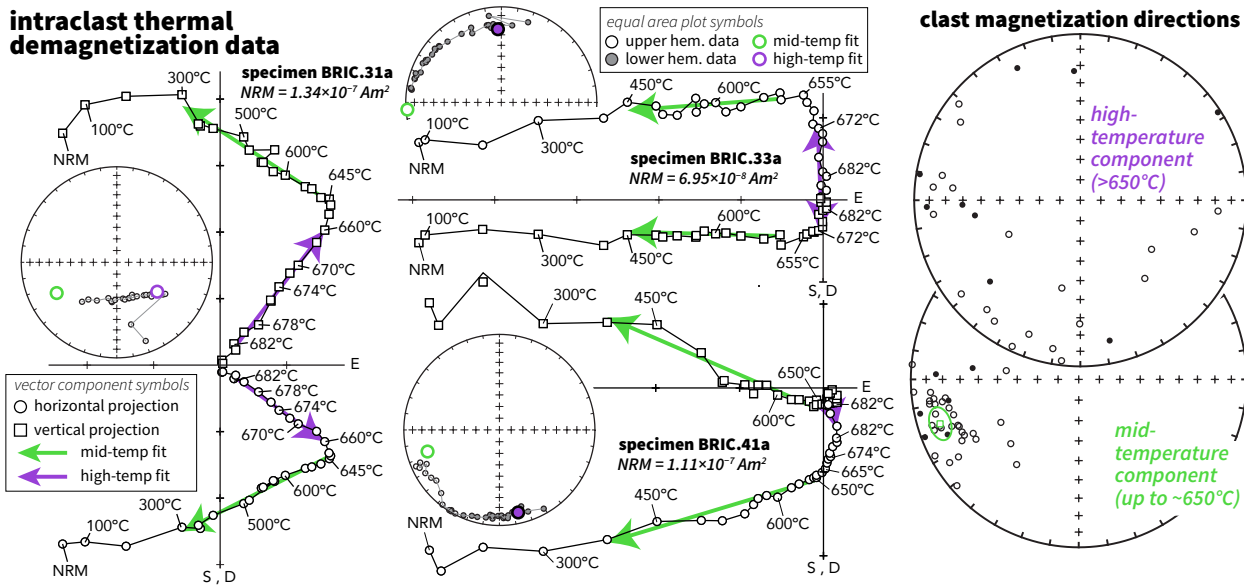 intraclast thermal
demagnetization data
300°C
100°C
NRM
specimen BRIC.31a
NRM = 1.34×10⁻⁷ Am²
500°C
600°C
645°C
660°C
670°C
674°C
678°C
682°C
E
682°C
678°C
674°C
670°C
660°C
645°C
600°C
500°C
300°C
100°C
NRM
S , D
vector component symbols
horizontal projection
vertical projection
mid-temp fit
high-temp fit
equal area plot symbols
upper hem. data
lower hem. data
mid-temp fit
high-temp fit
450°C
600°C
655°C
100°C
NRM
300°C
672°C
specimen BRIC.33a
NRM = 6.95×10⁻⁸ Am²
682°C
E
100°C
600°C
682°C
NRM
300°C
450°C
655°C
672°C
S , D
300°C
450°C
650°C
E
600°C
682°C
specimen BRIC.41a
NRM = 1.11×10⁻⁷ Am²
682°C
674°C
665°C
650°C
450°C
600°C
NRM
300°C
S , D
clast magnetization directions
high-
temperature
component
(>650°C)
mid-
temperature
component
(up to ~650°C)